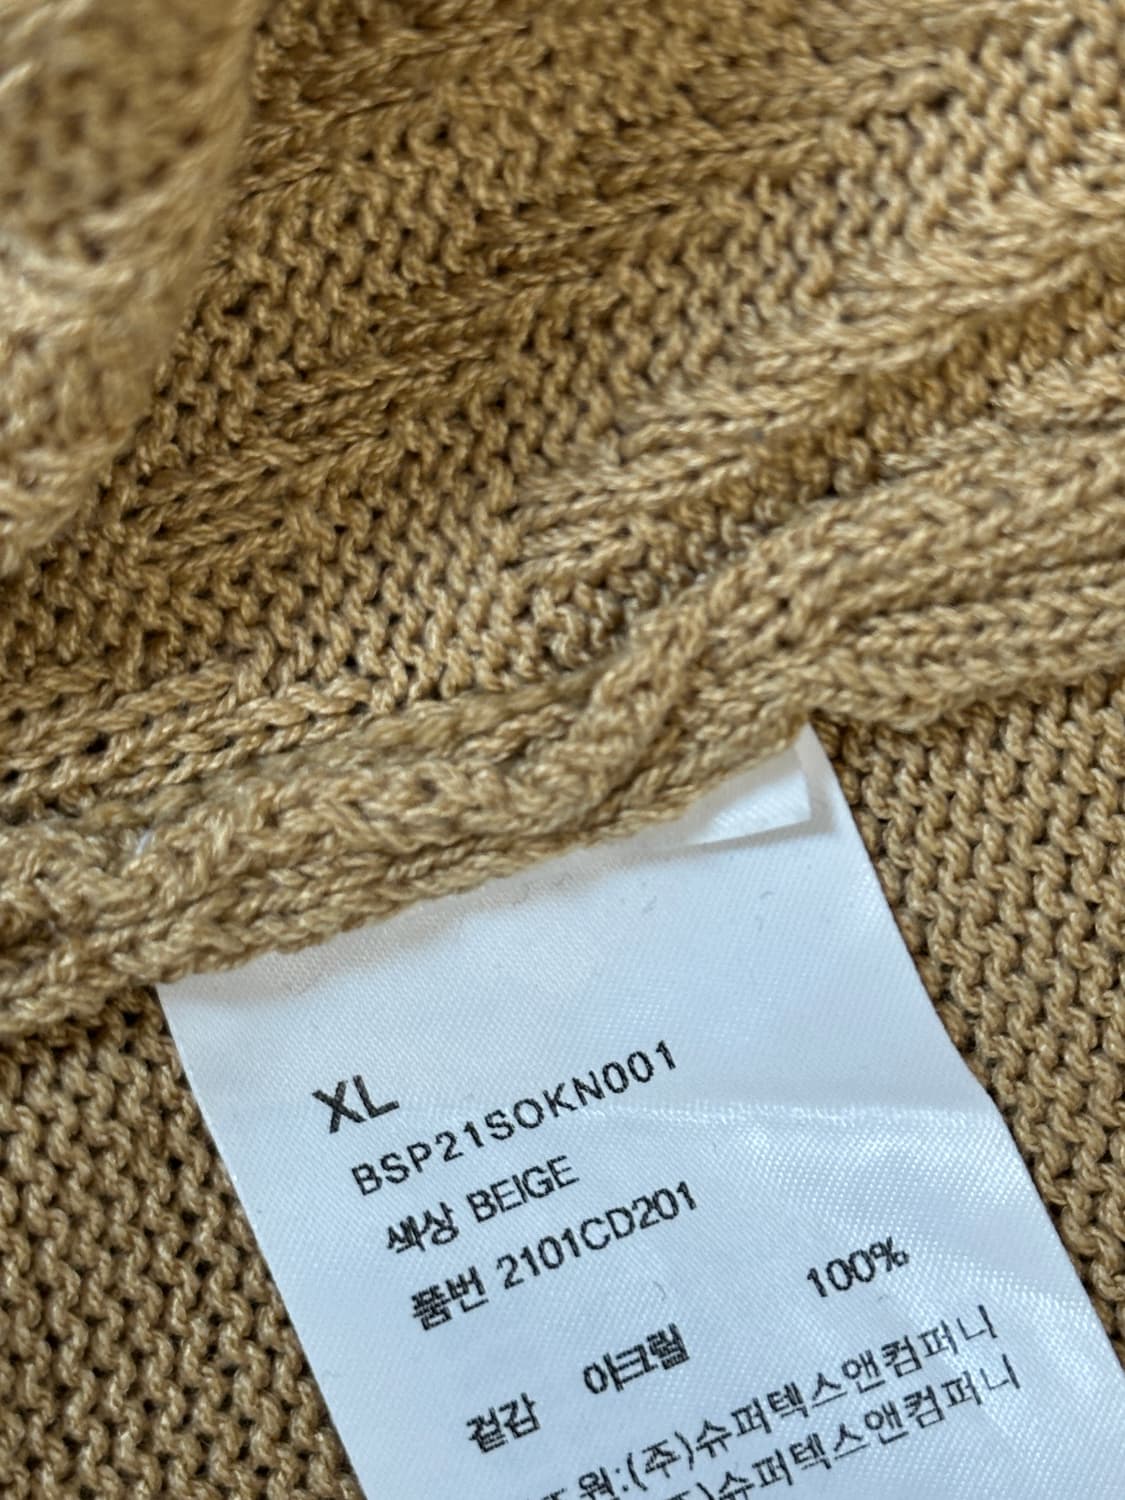 XL
BSP21SOKN001
색상 BEIGE
품번 2101CD201
겉감 아크릴 100%
(주)슈퍼텍스앤컴퍼니
슈퍼텍스앤컴퍼니